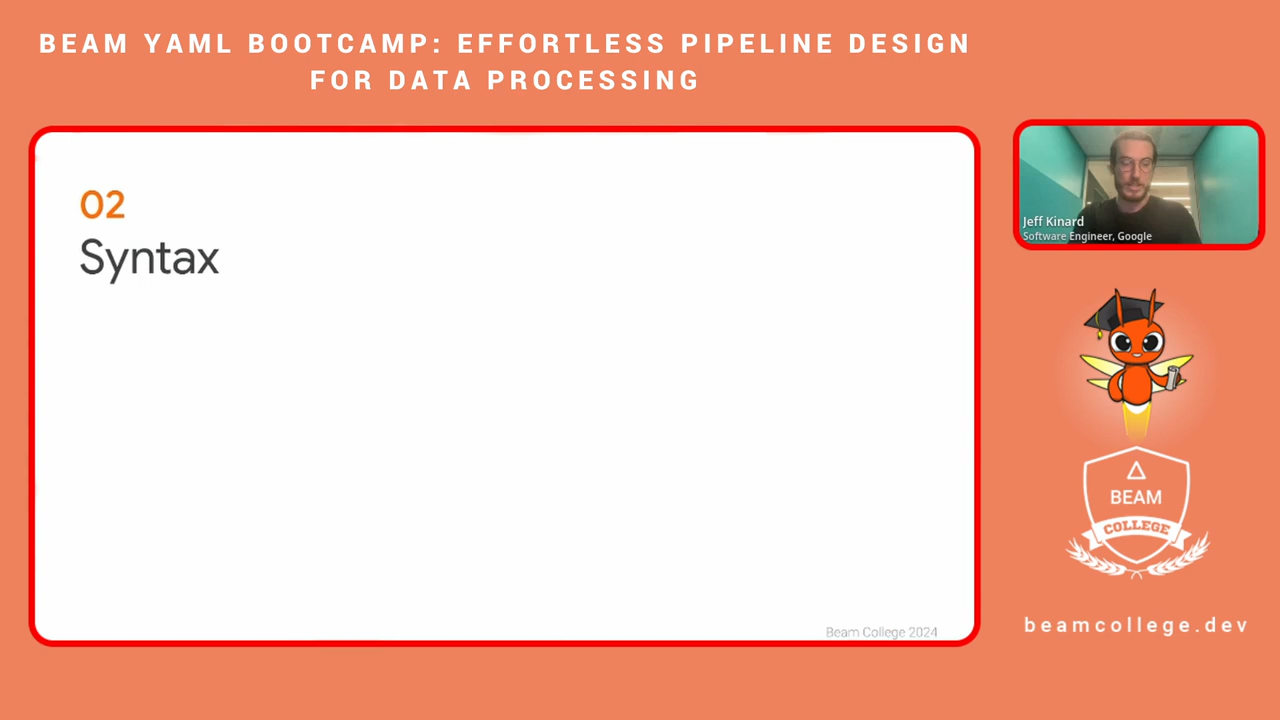 BEAM YAML BOOTCAMP: EFFORTLESS PIPELINE DESIGN
FOR DATA PROCESSING
02
Syntax
Beam College 2024
Jeff Kinard
Software Engineer, Google
BEAM
COLLEGE
beamcollege.dev